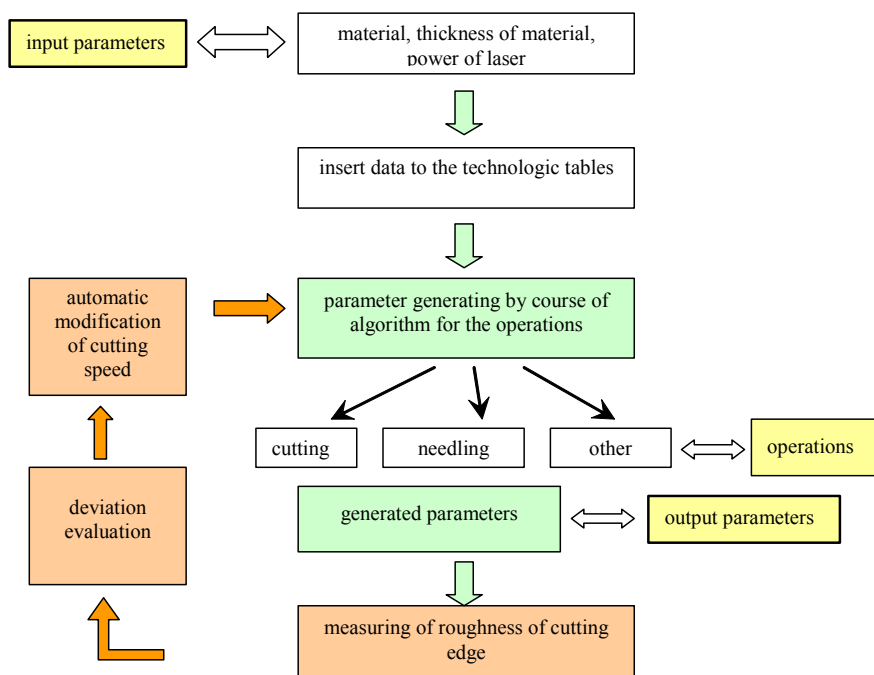 input parameters
material, thickness of material,
power of laser
insert data to the technologic tables
automatic
modification
of cutting
speed
parameter generating by course of
algorithm for the operations
cutting
needling
other
operations
deviation
evaluation
generated parameters
output parameters
measuring of roughness of cutting
edge